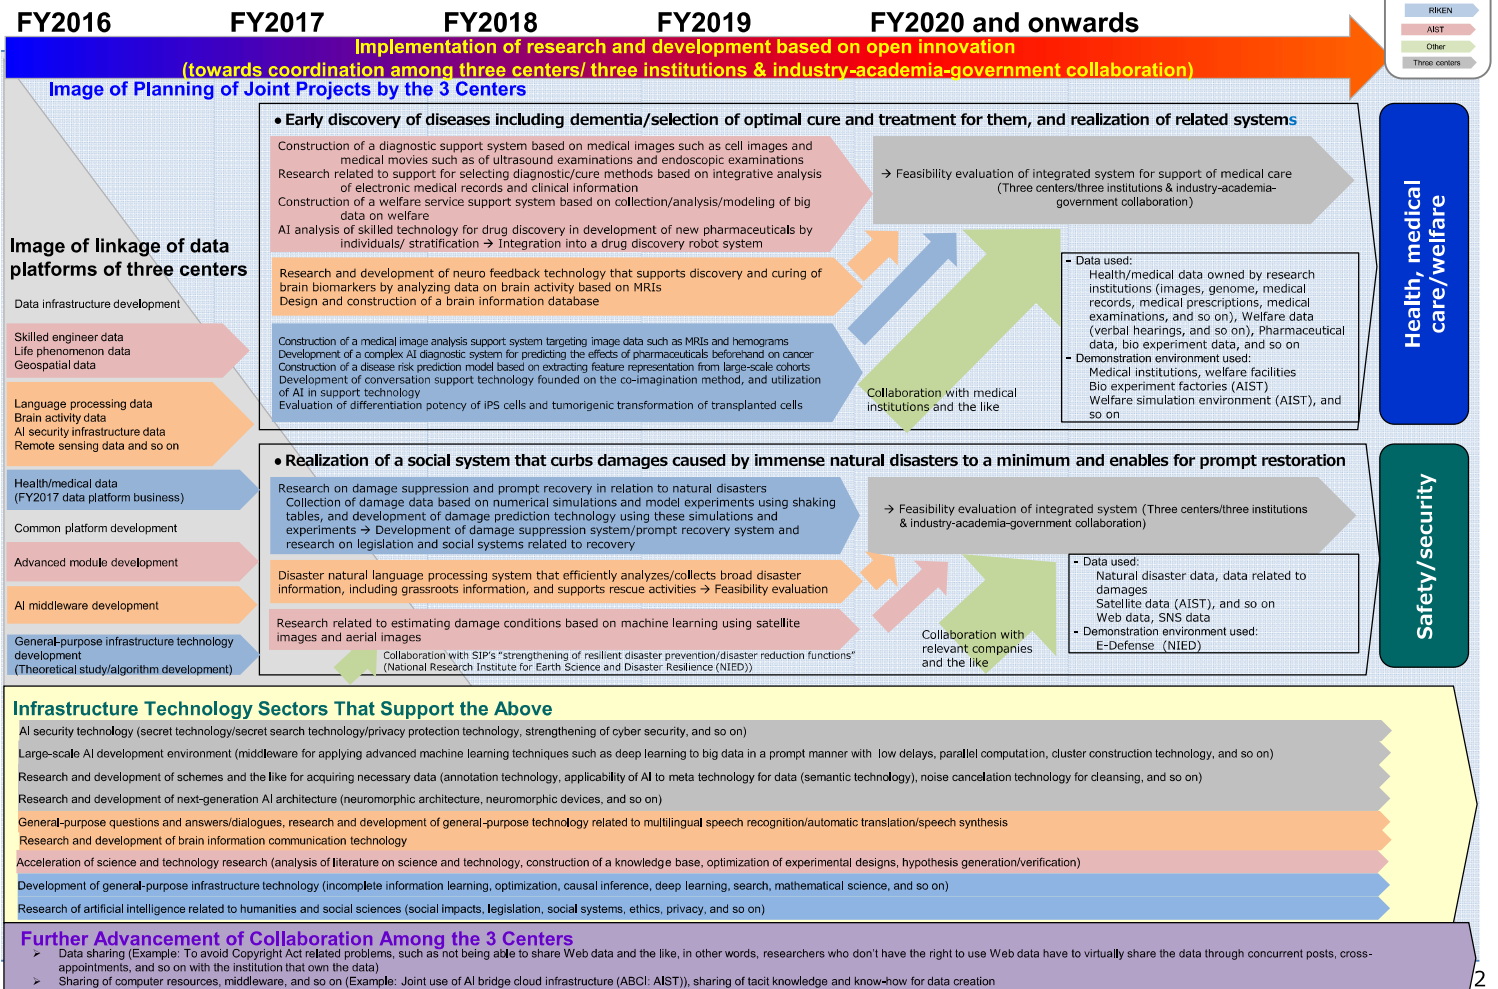 FY2016 FY2017 FY2018 FY2019 FY2020 and onwards
RIKEN
AIST
Other
Three centers
Implementation of research and development based on open innovation
(towards coordination among three centers/ three institutions & industry-academia-government collaboration)
Image of Planning of Joint Projects by the 3 Centers
• Early discovery of diseases including dementia/selection of optimal cure and treatment for them, and realization of related systems
Construction of a diagnostic support system based on medical images such as cell images and
medical movies such as of ultrasound examinations and endoscopic examinations
Research related to support for selecting diagnostic/cure methods based on integrative analysis
of electronic medical records and clinical information
Construction of a welfare service support system based on collection/analysis/modeling of big
data on welfare
AI analysis of skilled technology for drug discovery in development of new pharmaceuticals by
individuals/ stratification → Integration into a drug discovery robot system
→ Feasibility evaluation of integrated system for support of medical care
(Three centers/three institutions & industry-academia-
government collaboration)
Research and development of neuro feedback technology that supports discovery and curing of
brain biomarkers by analyzing data on brain activity based on MRIs
Design and construction of a brain information database
Construction of a medical image analysis support system targeting image data such as MRIs and hemograms
Development of a complex AI diagnostic system for predicting the effects of pharmaceuticals beforehand on cancer
Construction of a disease risk prediction model based on extracting feature representation from large-scale cohorts
Development of conversation support technology founded on the co-imagination method, and utilization
of AI in support technology
Evaluation of differentiation potency of iPS cells and tumorigenic transformation of transplanted cells
Collaboration with medical
institutions and the like
- Data used:
Health/medical data owned by research
institutions (images, genome, medical
records, medical prescriptions, medical
examinations, and so on), Welfare data
(verbal hearings, and so on), Pharmaceutical
data, bio experiment data, and so on
- Demonstration environment used:
Medical institutions, welfare facilities
Bio experiment factories (AIST)
Welfare simulation environment (AIST), and
so on
Health, medical
care/welfare
Image of linkage of data
platforms of three centers
Data infrastructure development
Skilled engineer data
Life phenomenon data
Geospatial data
Language processing data
Brain activity data
AI security infrastructure data
Remote sensing data and so on
Health/medical data
(FY2017 data platform business)
Common platform development
Advanced module development
AI middleware development
General-purpose infrastructure technology
development
(Theoretical study/algorithm development)
• Realization of a social system that curbs damages caused by immense natural disasters to a minimum and enables for prompt restoration
Research on damage suppression and prompt recovery in relation to natural disasters
Collection of damage data based on numerical simulations and model experiments using shaking
tables, and development of damage prediction technology using these simulations and
experiments → Development of damage suppression system/prompt recovery system and
research on legislation and social systems related to recovery
→ Feasibility evaluation of integrated system (Three centers/three institutions
& industry-academia-government collaboration)
Disaster natural language processing system that efficiently analyzes/collects broad disaster
information, including grassroots information, and supports rescue activities → Feasibility evaluation
Research related to estimating damage conditions based on machine learning using satellite
images and aerial images
Collaboration with SIP's "strengthening of resilient disaster prevention/disaster reduction functions"
(National Research Institute for Earth Science and Disaster Resilience (NIED))
Collaboration with
relevant companies
and the like
- Data used:
Natural disaster data, data related to
damages
Satellite data (AIST), and so on
Web data, SNS data
- Demonstration environment used:
E-Defense (NIED)
Safety/security
Infrastructure Technology Sectors That Support the Above
AI security technology (secret technology/secret search technology/privacy protection technology, strengthening of cyber security, and so on)
Large-scale AI development environment (middleware for applying advanced machine learning techniques such as deep learning to big data in a prompt manner with low delays, parallel computation, cluster construction technology, and so on)
Research and development of schemes and the like for acquiring necessary data (annotation technology, applicability of AI to meta technology for data (semantic technology), noise cancelation technology for cleansing, and so on)
Research and development of next-generation AI architecture (neuromorphic architecture, neuromorphic devices, and so on)
General-purpose questions and answers/dialogues, research and development of general-purpose technology related to multilingual speech recognition/automatic translation/speech synthesis
Research and development of brain information communication technology
Acceleration of science and technology research (analysis of literature on science and technology, construction of a knowledge base, optimization of experimental designs, hypothesis generation/verification)
Development of general-purpose infrastructure technology (incomplete information learning, optimization, causal inference, deep learning, search, mathematical science, and so on)
Research of artificial intelligence related to humanities and social sciences (social impacts, legislation, social systems, ethics, privacy, and so on)
Further Advancement of Collaboration Among the 3 Centers
➢ Data sharing (Example: To avoid Copyright Act related problems, such as not being able to share Web data and the like, in other words, researchers who don't have the right to use Web data have to virtually share the data through concurrent posts, cross-
appointments, and so on with the institution that own the data)
➢ Sharing of computer resources, middleware, and so on (Example: Joint use of AI bridge cloud infrastructure (ABCI: AIST)), sharing of tacit knowledge and know-how for data creation
2